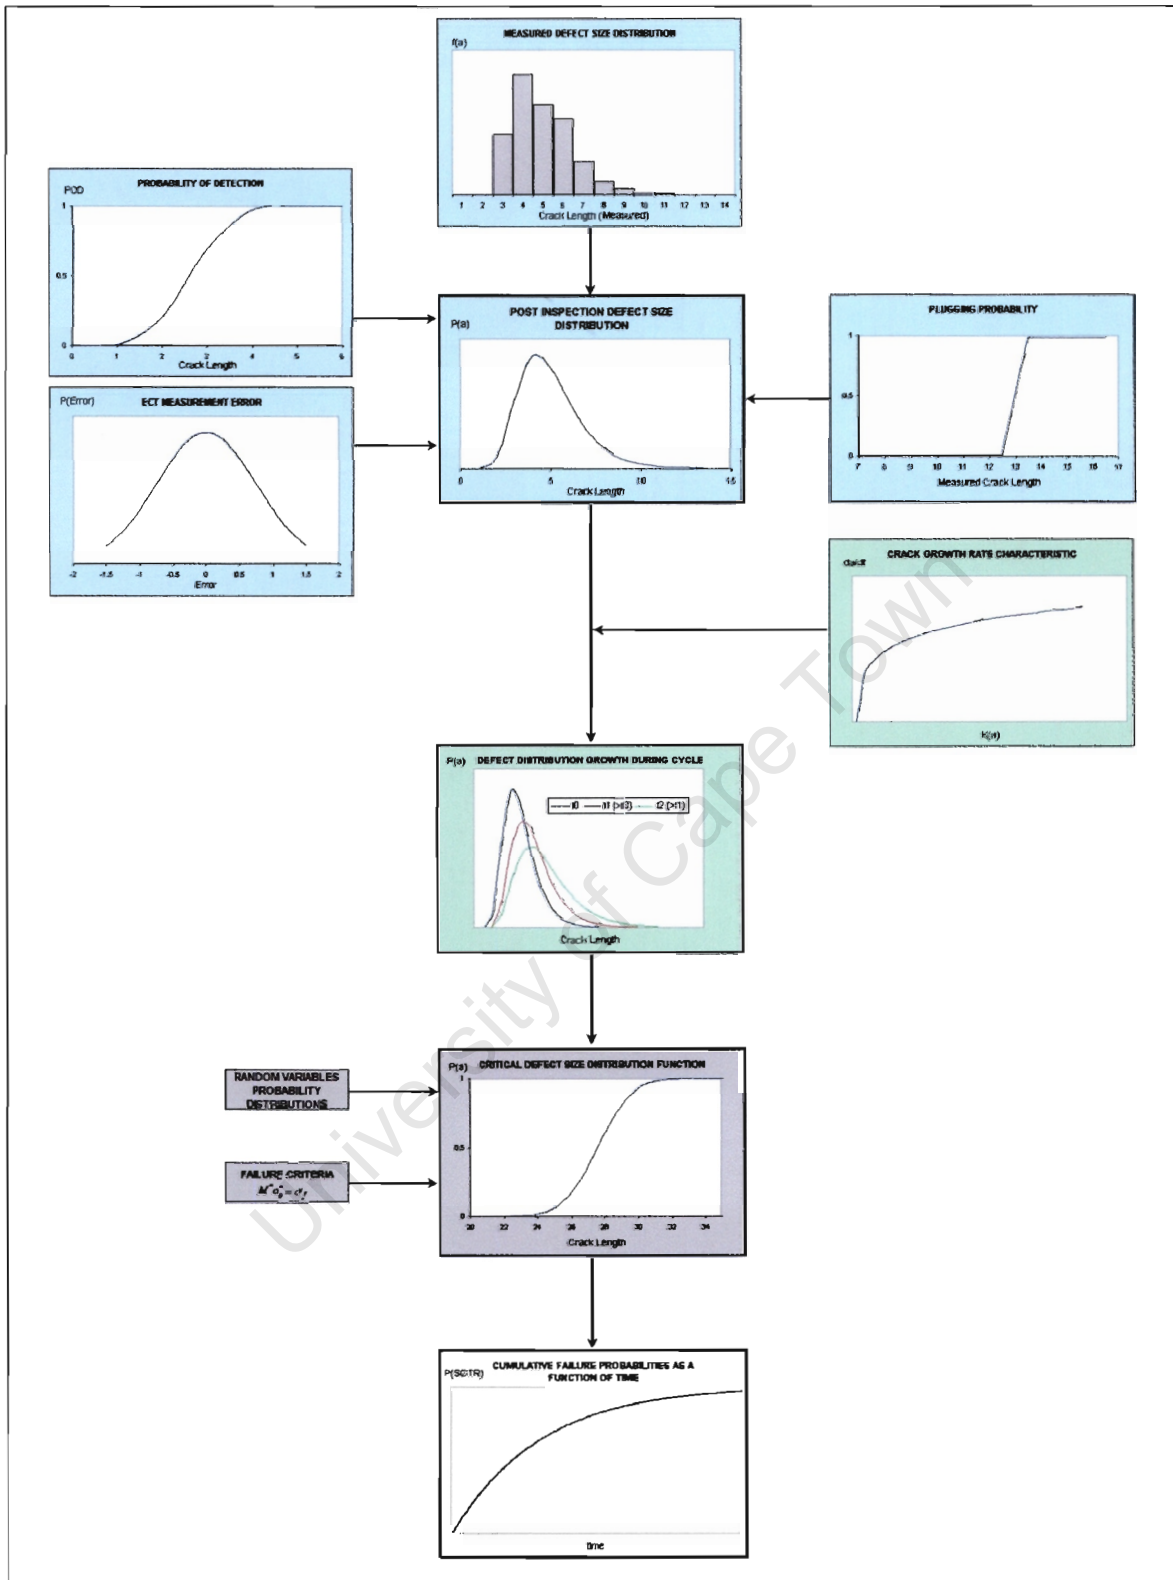 MEASURED DEFECT SIZE DISTRIBUTION
f(a)
1 2 3 4 5 6 7 8 9 10 11 12 13 14
Crack Length (Measured)
PROBABILITY OF DETECTION
POD
1
0.5
0
0 1 2 3 4 5 6
Crack Length
POST INSPECTION DEFECT SIZE
DISTRIBUTION
P(a)
0 5 10 15
Crack Length
PLUGGING PROBABILITY
1
0.5
0
7 8 9 10 11 12 13 14 15 16 17
Measured Crack Length
P(Error)
ECT MEASUREMENT ERROR
-2 -1.5 -1 -0.5 0 0.5 1 1.5 2
Error
CRACK GROWTH RATE CHARACTERISTIC
da/dt
K(a)
P(a)
DEFECT DISTRIBUTION GROWTH DURING CYCLE
t0 t1 (>t0) t2 (>t1)
Crack Length
RANDOM VARIABLES
PROBABILITY
DISTRIBUTIONS
FAILURE CRITERIA
P(a)
CRITICAL DEFECT SIZE DISTRIBUTION FUNCTION
1
0.5
0
20 22 24 26 28 30 32 34
Crack Length
CUMULATIVE FAILURE PROBABILITIES AS A
FUNCTION OF TIME
P(SGTR)
time
University of Cape Town